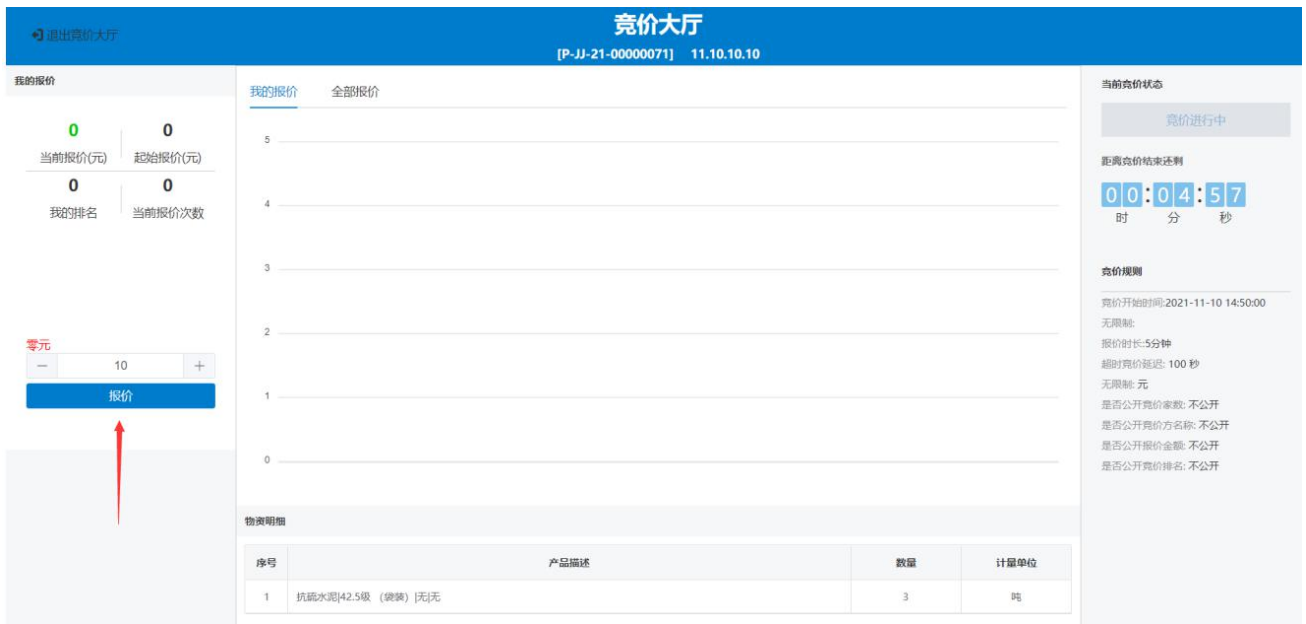 退出竞价大厅
竞价大厅
[P-JJ-21-00000071] 11.10.10.10
我的报价
0 0
当前报价(元) 起始报价(元)
0 0
我的排名 当前报价次数
零元
— 10 +
报价
我的报价 全部报价
5
4
3
2
1
0
物资明细
序号 产品描述 数量 计量单位
1 抗硫水泥|42.5级 (袋装) |无|无 3 吨
当前竞价状态
竞价进行中
距离竞价结束还剩
00:04:57
时 分 秒
竞价规则
竞价开始时间:2021-11-10 14:50:00
无限制:
报价时长:5分钟
超时竞价延迟: 100 秒
无限制: 元
是否公开竞价家数: 不公开
是否公开竞价方名称: 不公开
是否公开报价金额: 不公开
是否公开竞价排名: 不公开